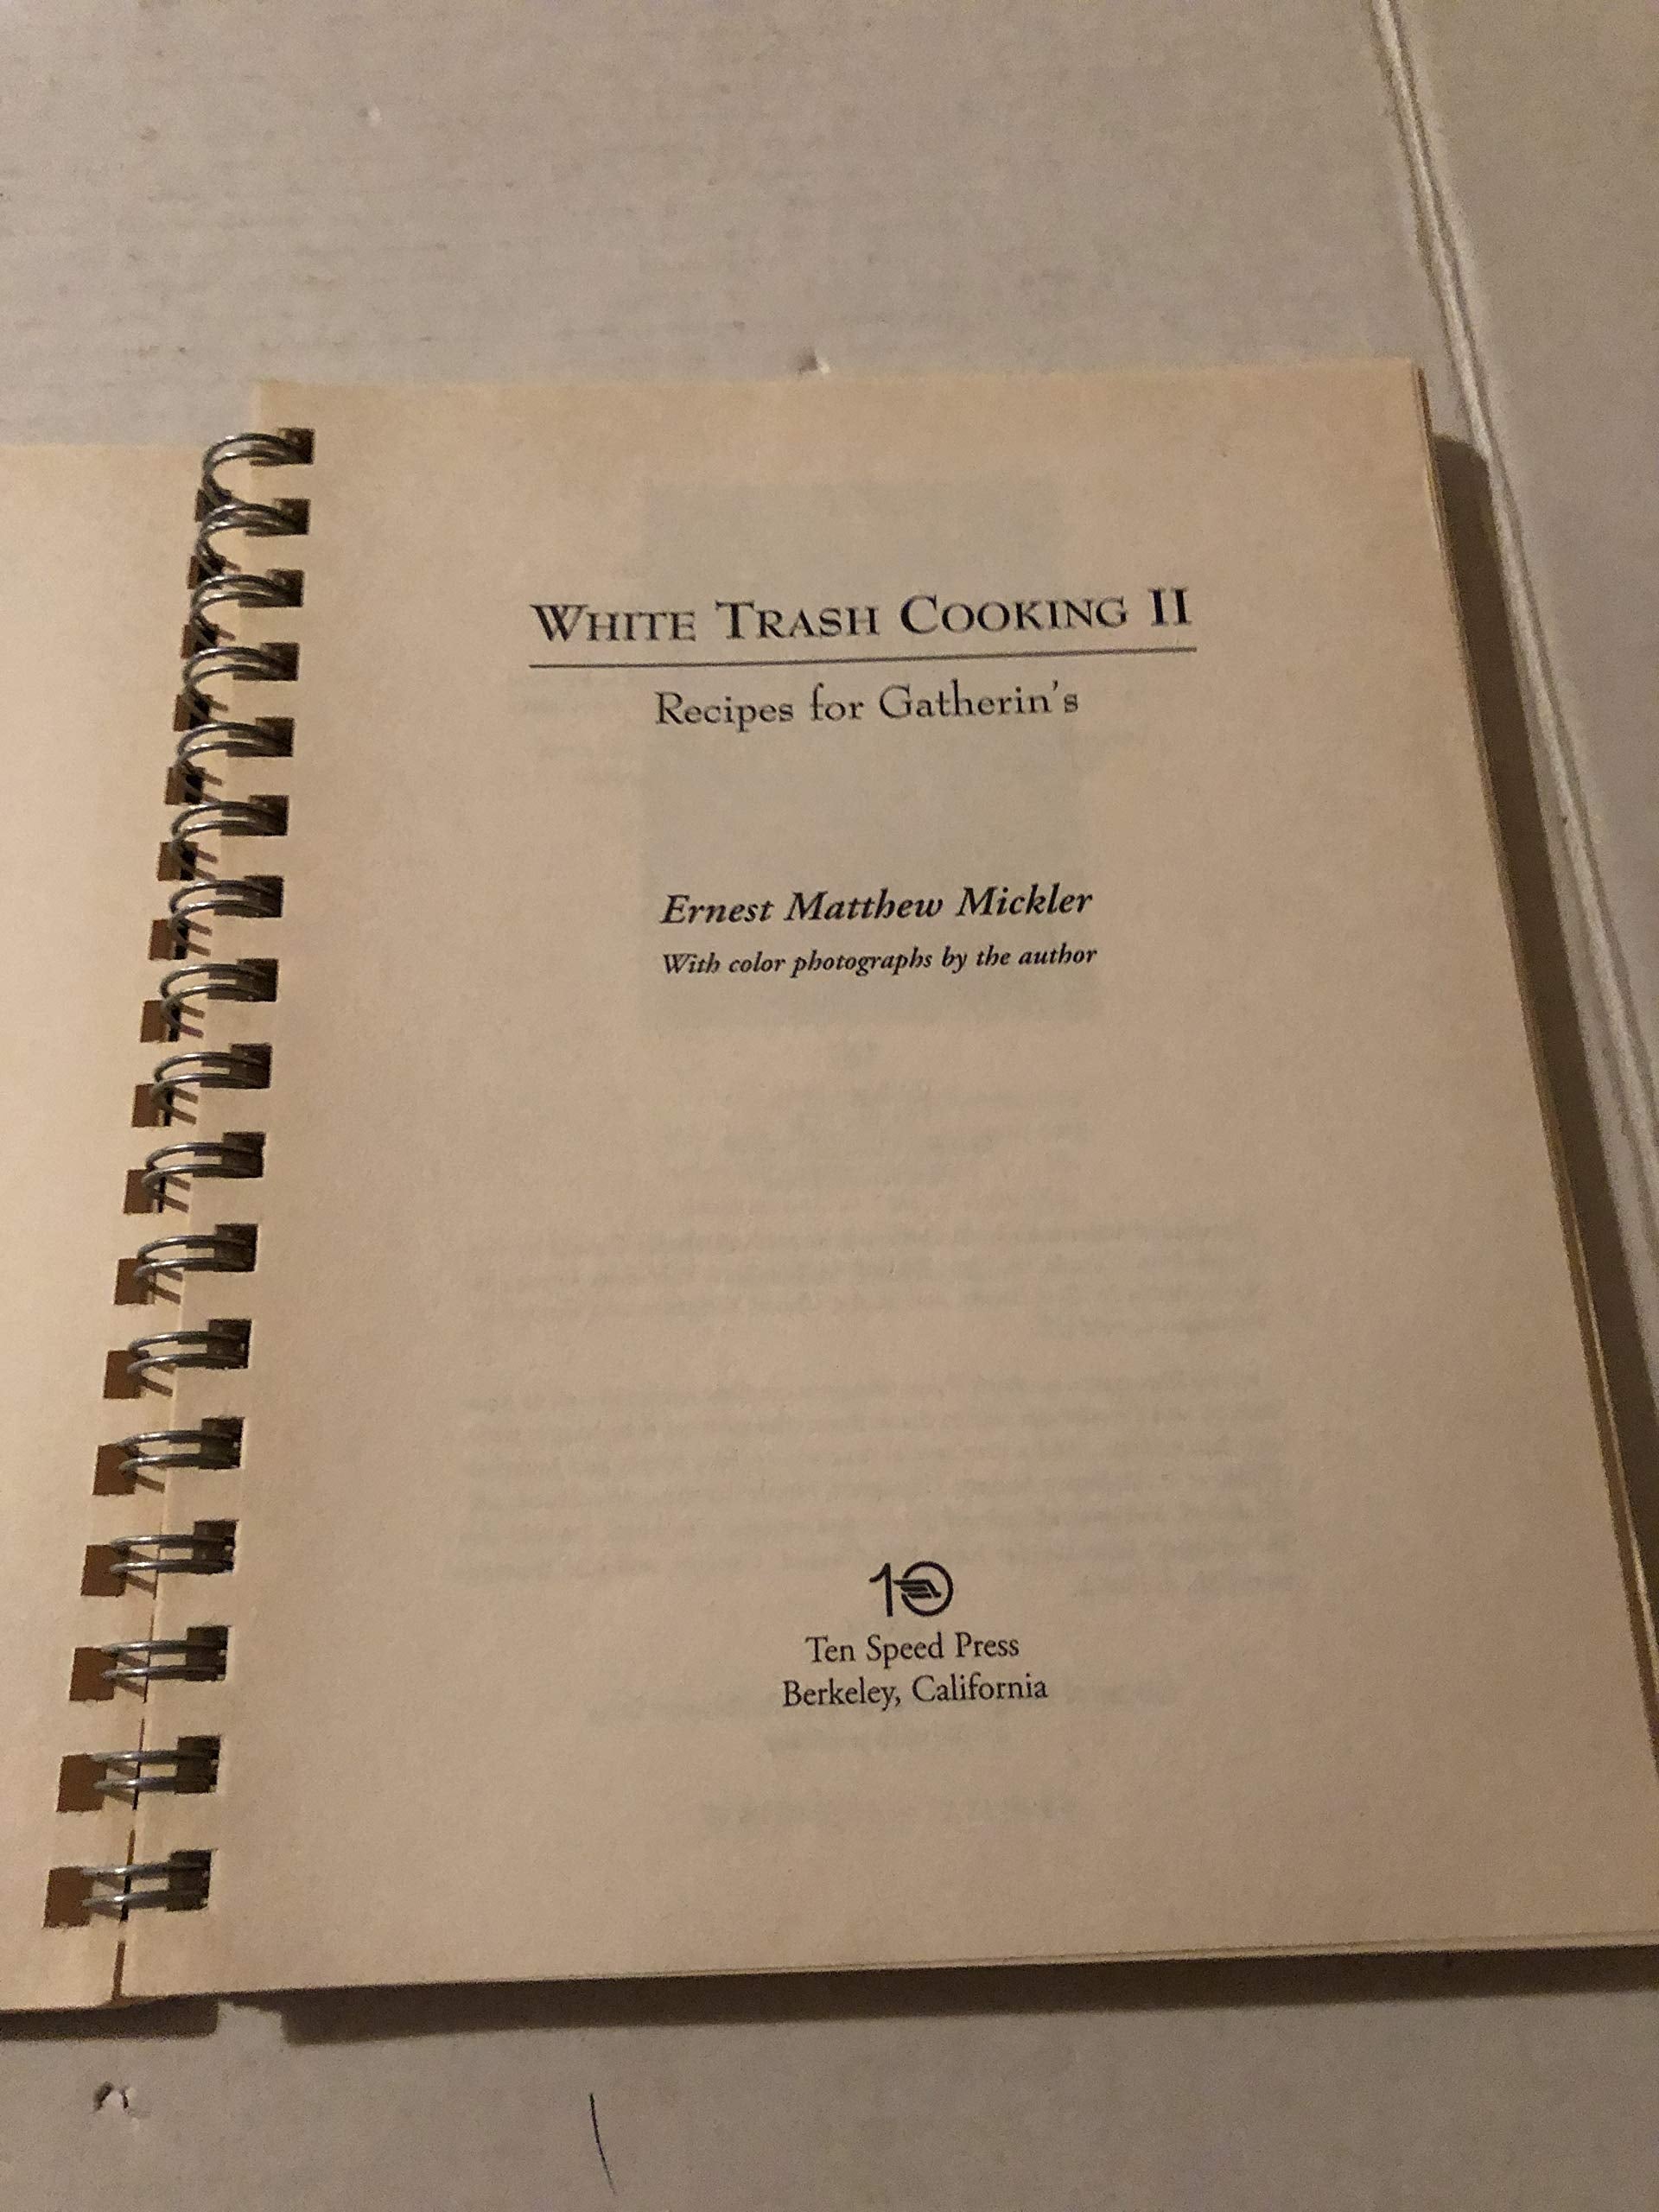 WHITE TRASH COOKING II
Recipes for Gatherin's
Ernest Matthew Mickler
With color photographs by the author
10
Ten Speed Press
Berkeley, California